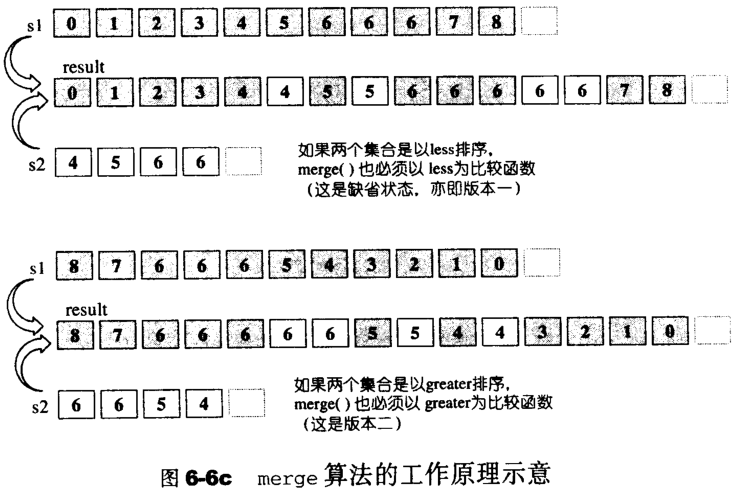 s1 0 1 2 3 4 5 6 6 6 7 8
result
0 1 2 3 4 4 5 5 6 6 6 6 6 7 8
s2 4 5 6 6
如果两个集合是以less排序，
merge( ) 也必须以 less为比较函数
（这是缺省状态，亦即版本一）
s1 8 7 6 6 6 5 4 3 2 1 0
result
8 7 6 6 6 6 6 5 5 4 4 3 2 1 0
s2 6 6 5 4
如果两个集合是以greater排序，
merge( ) 也必须以 greater为比较函数
（这是版本二）
图 6-6c merge 算法的工作原理示意